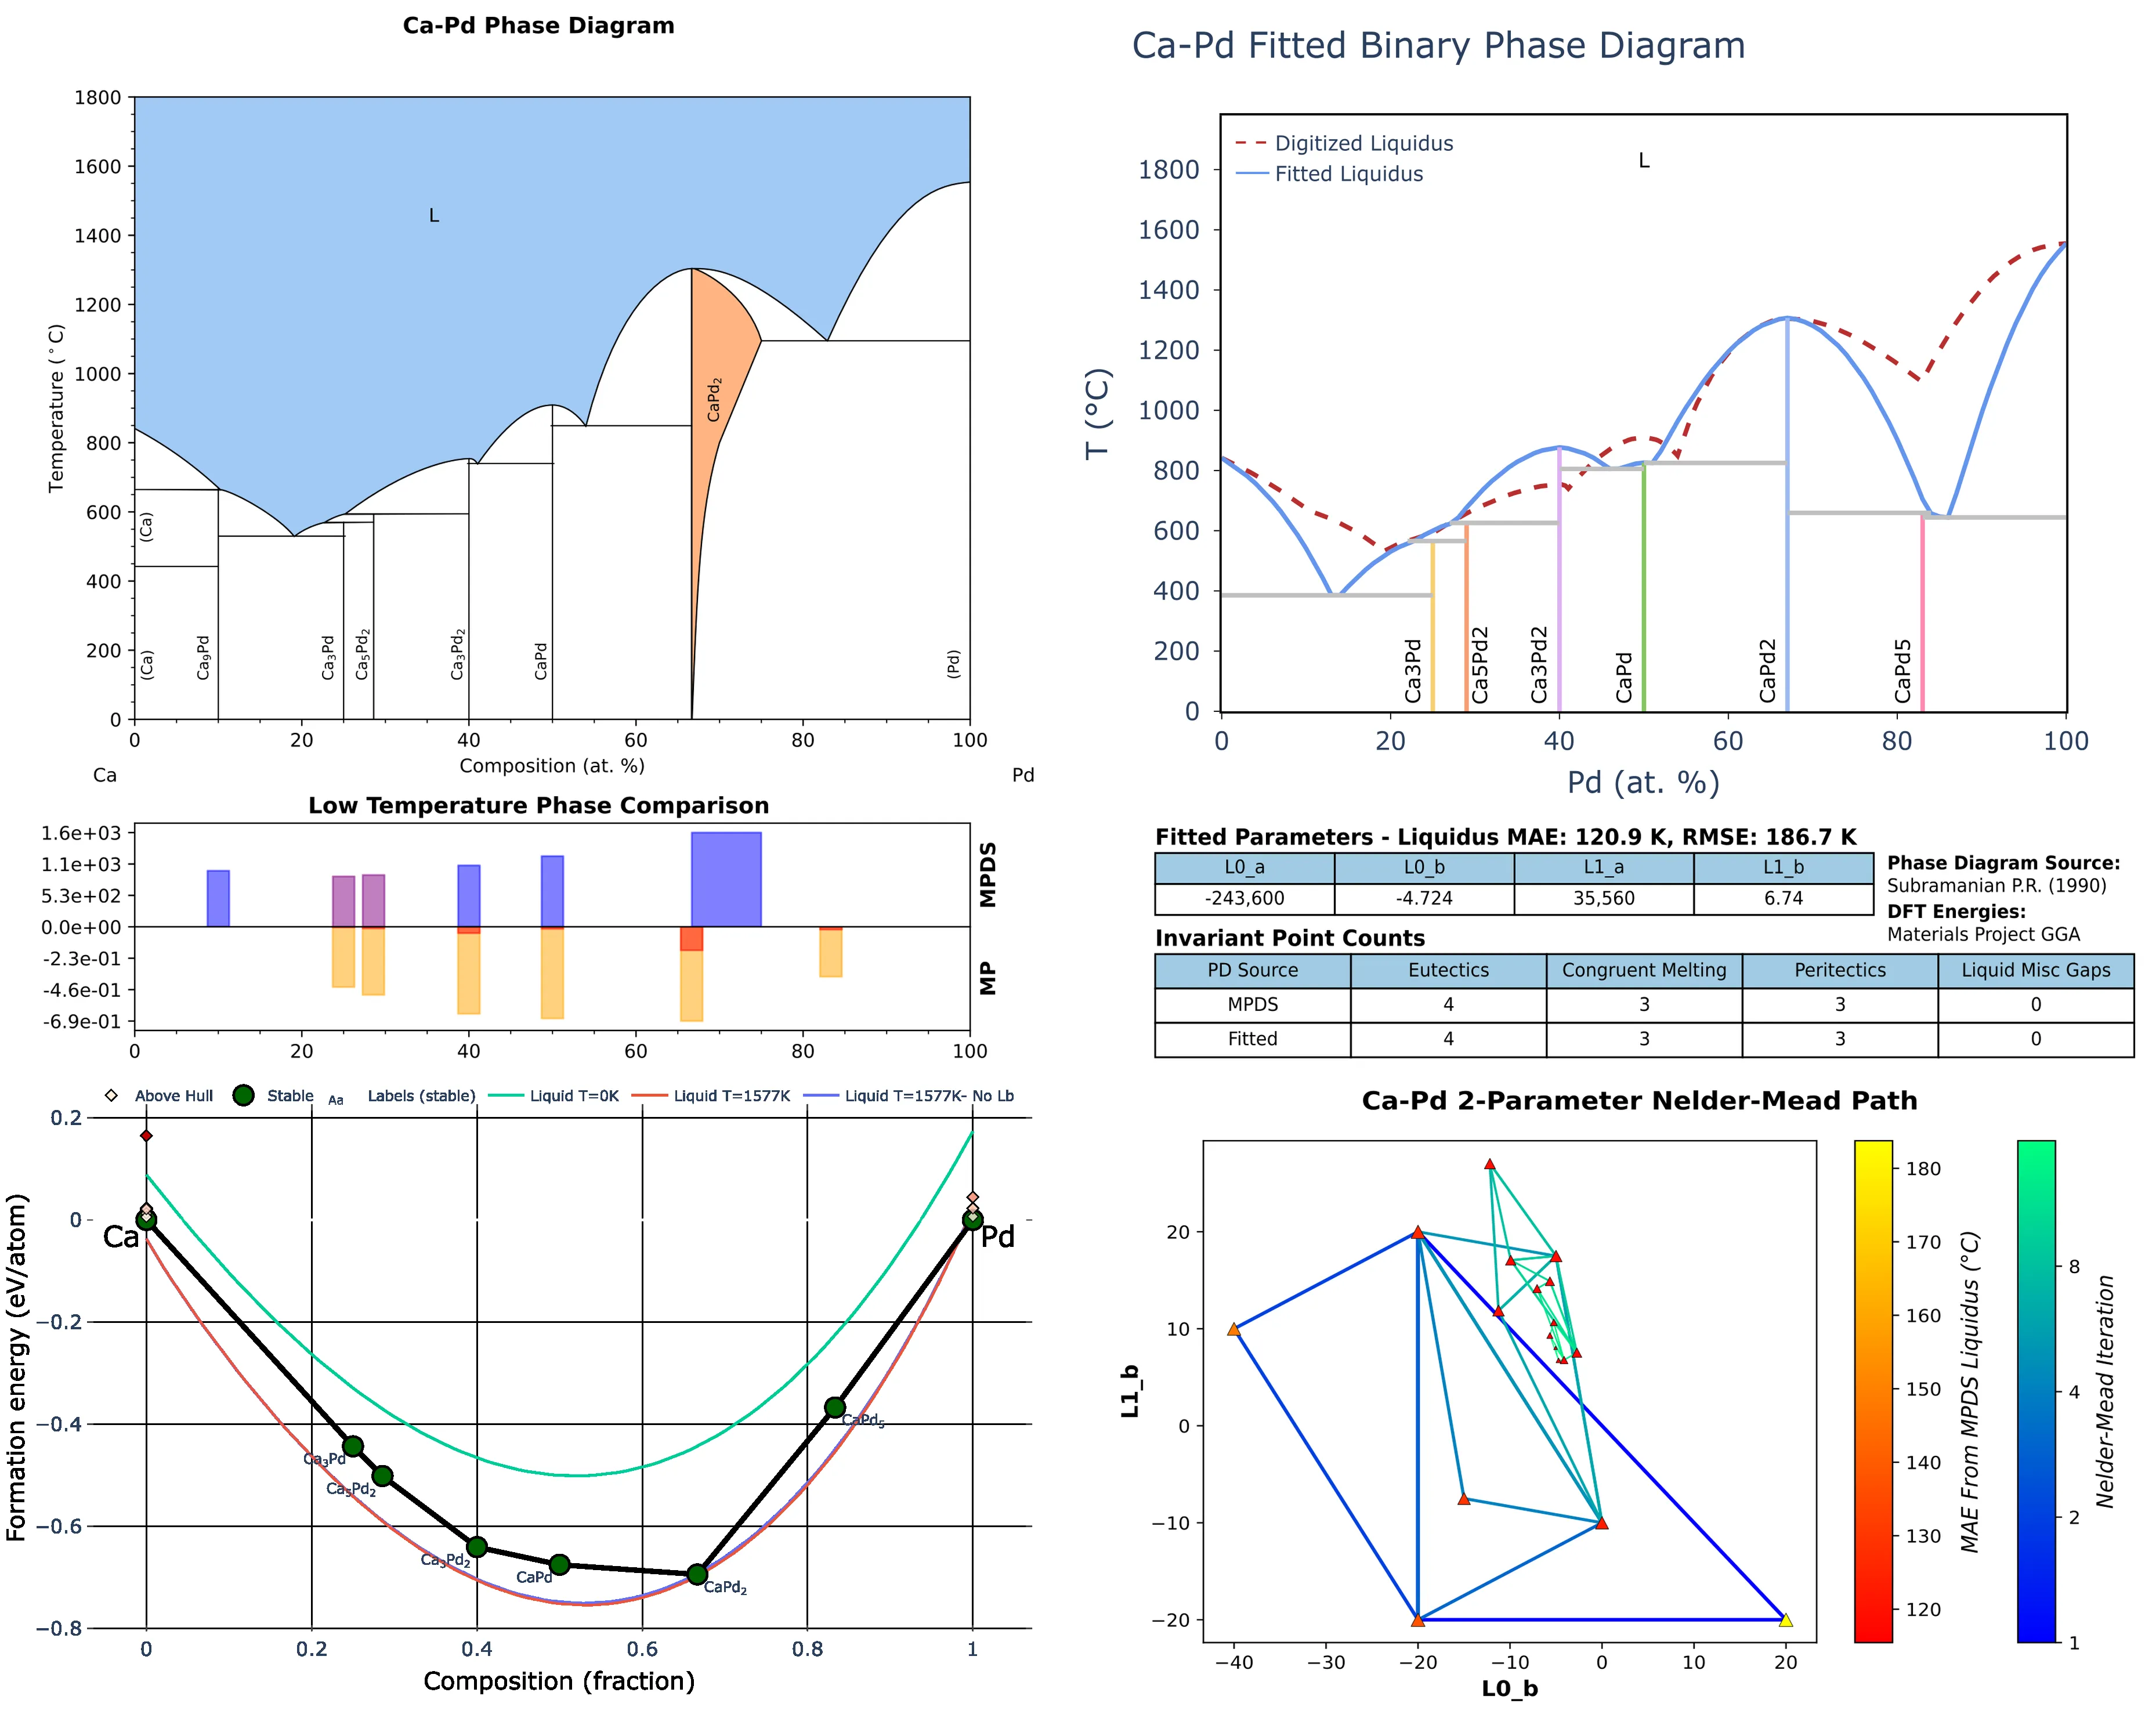 Ca-Pd Phase Diagram
1800
1600
1400
1200
1000
800
600
400
200
0
Temperature (°C)
L
(Ca)
(Ca)
Ca₉Pd
Ca₃Pd
Ca₅Pd₂
Ca₃Pd₂
CaPd
CaPd₂
(Pd)
0 20 40 60 80 100
Composition (at. %)
Ca Pd
Ca-Pd Fitted Binary Phase Diagram
Digitized Liquidus
Fitted Liquidus
L
1800
1600
1400
1200
1000
800
600
400
200
0
T (°C)
Ca3Pd
Ca5Pd2
Ca3Pd2
CaPd
CaPd2
CaPd5
0 20 40 60 80 100
Pd (at. %)
Low Temperature Phase Comparison
1.6e+03
1.1e+03
5.3e+02
0.0e+00
-2.3e-01
-4.6e-01
-6.9e-01
MPDS
MP
0 20 40 60 80 100
Fitted Parameters - Liquidus MAE: 120.9 K, RMSE: 186.7 K
L0_a L0_b L1_a L1_b
-243,600 -4.724 35,560 6.74
Phase Diagram Source:
Subramanian P.R. (1990)
DFT Energies:
Materials Project GGA
Invariant Point Counts
PD Source Eutectics Congruent Melting Peritectics Liquid Misc Gaps
MPDS 4 3 3 0
Fitted 4 3 3 0
Above Hull Stable Aa Labels (stable) Liquid T=0K Liquid T=1577K Liquid T=1577K- No Lb
0.2
0
−0.2
−0.4
−0.6
−0.8
Formation energy (eV/atom)
Ca
Ca₃Pd
Ca₅Pd₂
Ca₃Pd₂
CaPd
CaPd₂
CaPd₅
Pd
0 0.2 0.4 0.6 0.8 1
Composition (fraction)
Ca-Pd 2-Parameter Nelder-Mead Path
20
10
0
−10
−20
L1_b
−40 −30 −20 −10 0 10 20
L0_b
180
170
160
150
140
130
120
MAE From MPDS Liquidus (°C)
8
4
2
1
Nelder-Mead Iteration